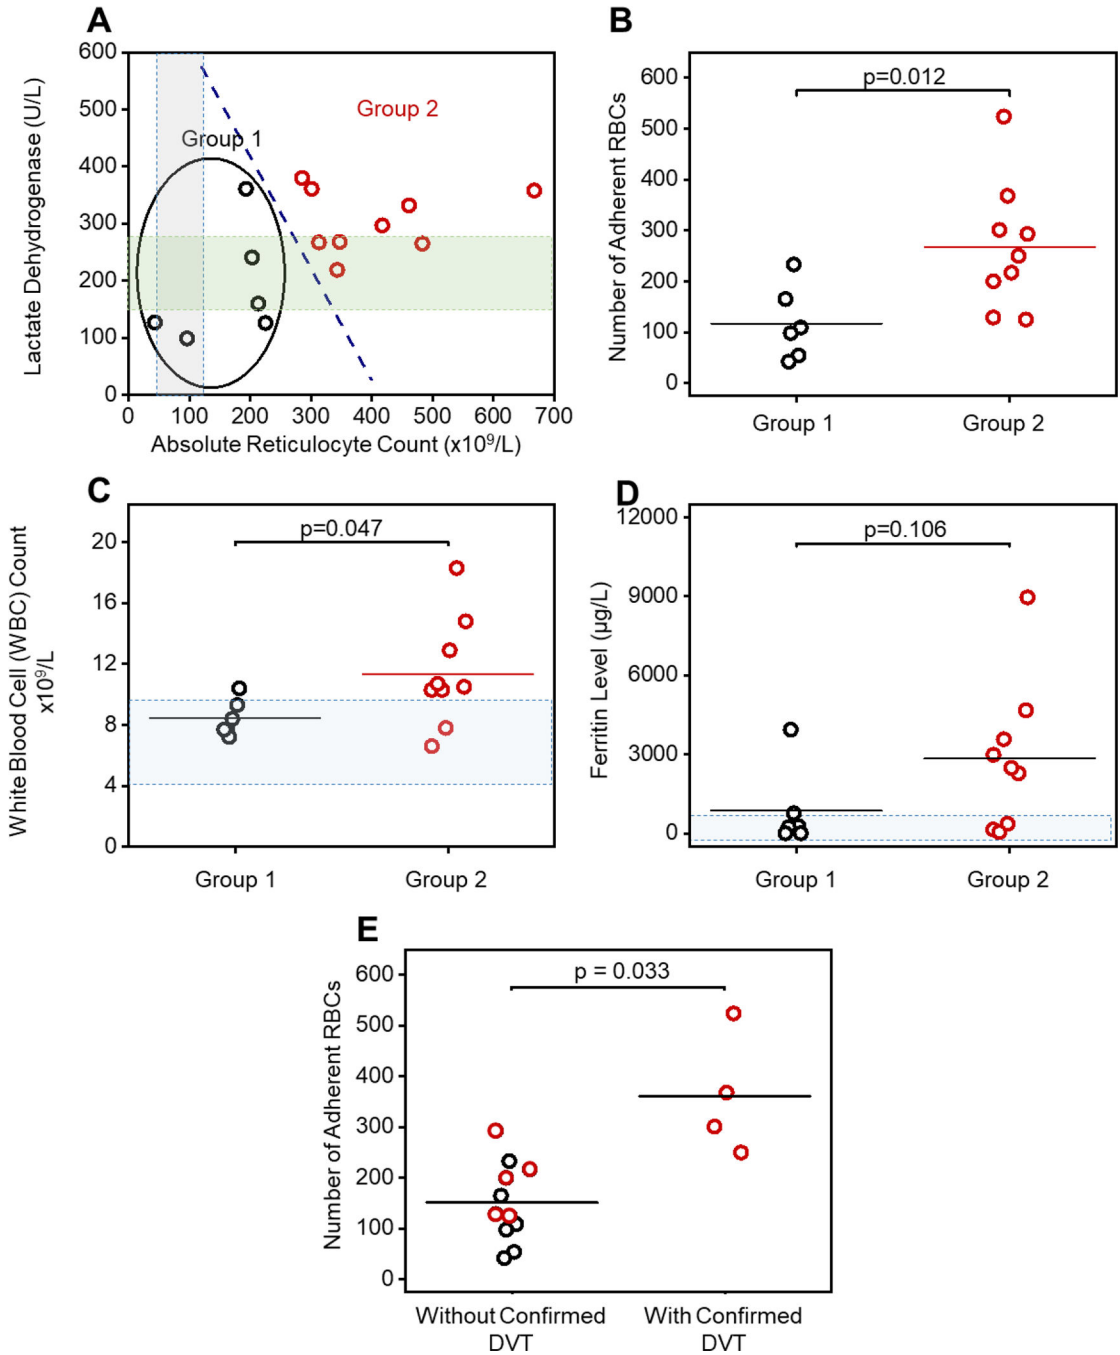 A
Lactate Dehydrogenase (U/L)
600
500
400
300
200
100
0
Group 1
Group 2
0 100 200 300 400 500 600 700
Absolute Reticulocyte Count (x10⁹/L)
B
Number of Adherent RBCs
600
500
400
300
200
100
0
p=0.012
Group 1 Group 2
C
White Blood Cell (WBC) Count
x10⁹/L
20
16
12
8
4
0
p=0.047
Group 1 Group 2
D
Ferritin Level (µg/L)
12000
9000
6000
3000
0
p=0.106
Group 1 Group 2
E
Number of Adherent RBCs
600
500
400
300
200
100
0
p = 0.033
Without Confirmed
DVT
With Confirmed
DVT